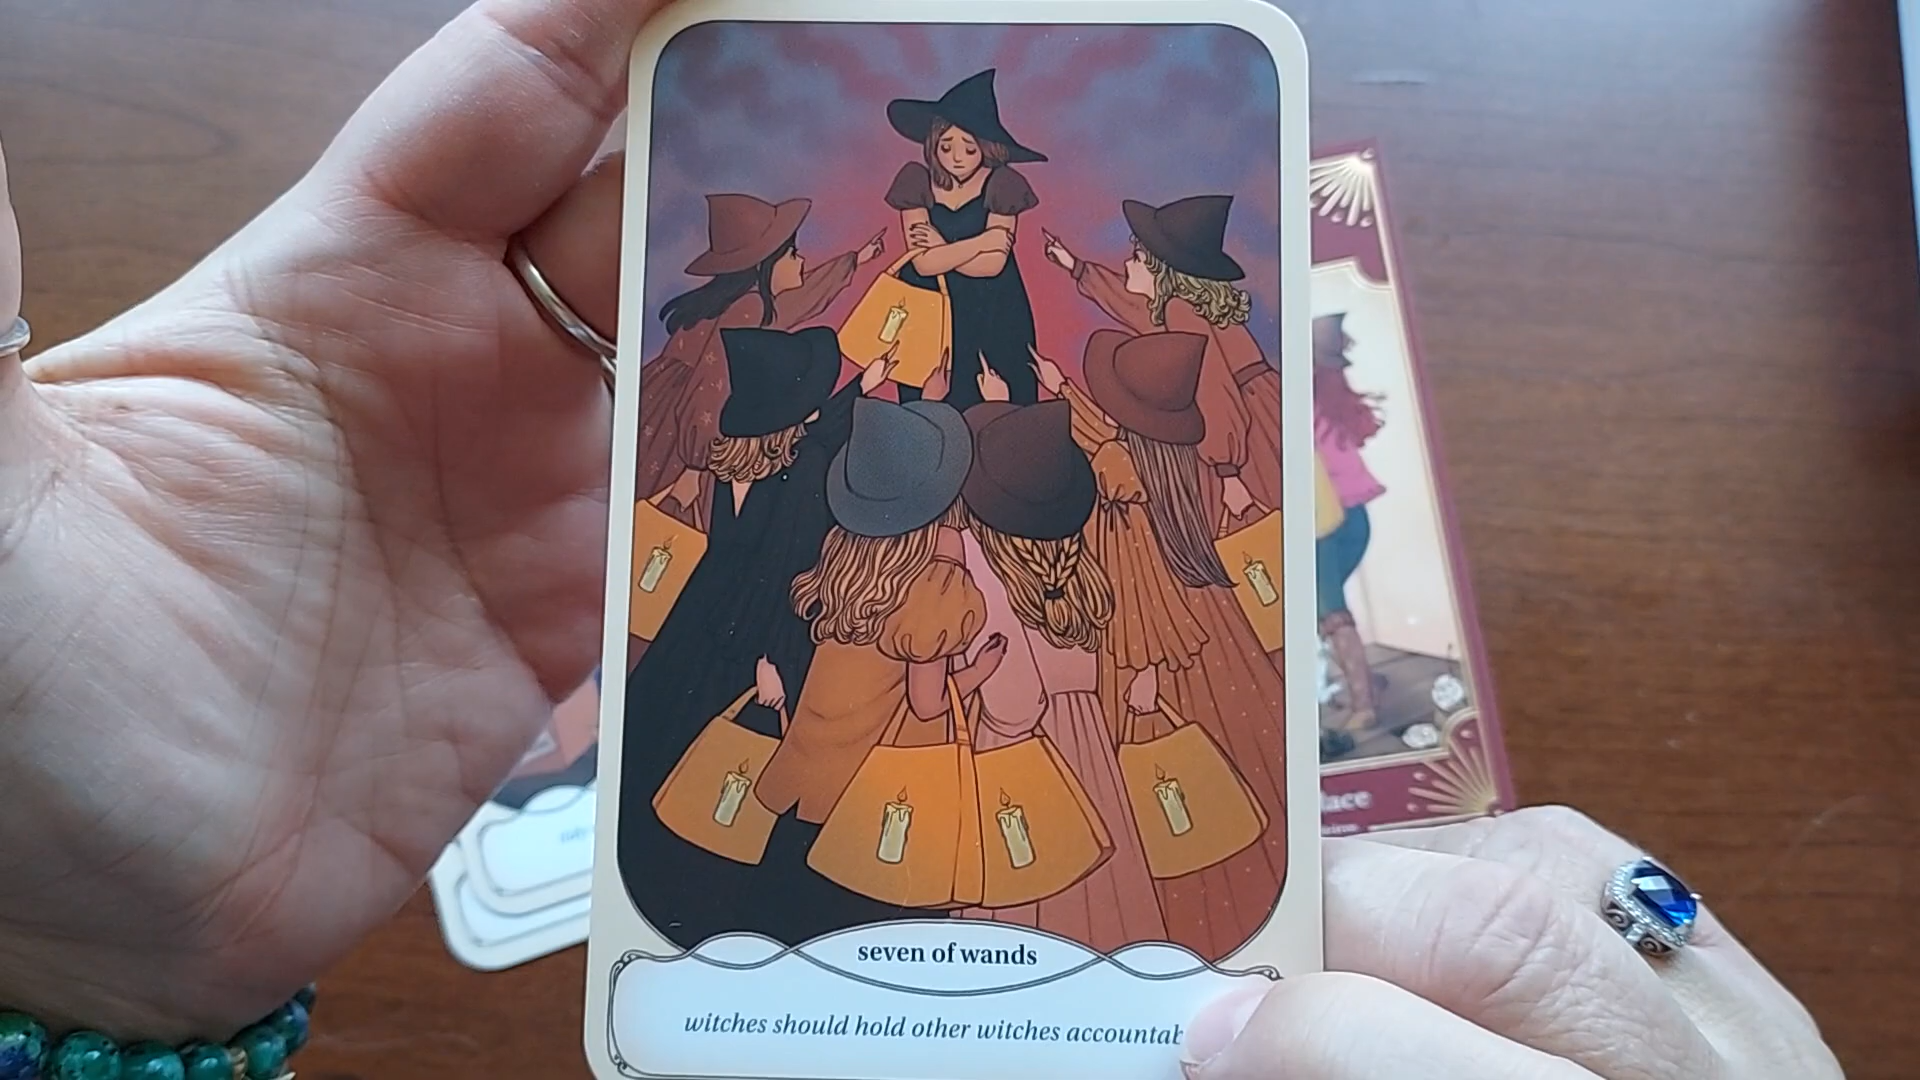 seven of wands
witches should hold other witches accountab